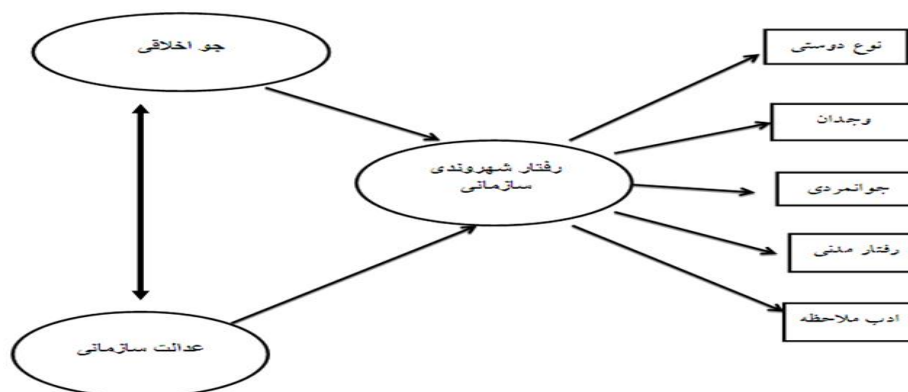 جو اخلاقی
نوع دوستی
وجدان
رفتار شهروندی
سازمانی
جوانمردی
رفتار مدنی
ادب ملاحظه
عدالت سازمانی